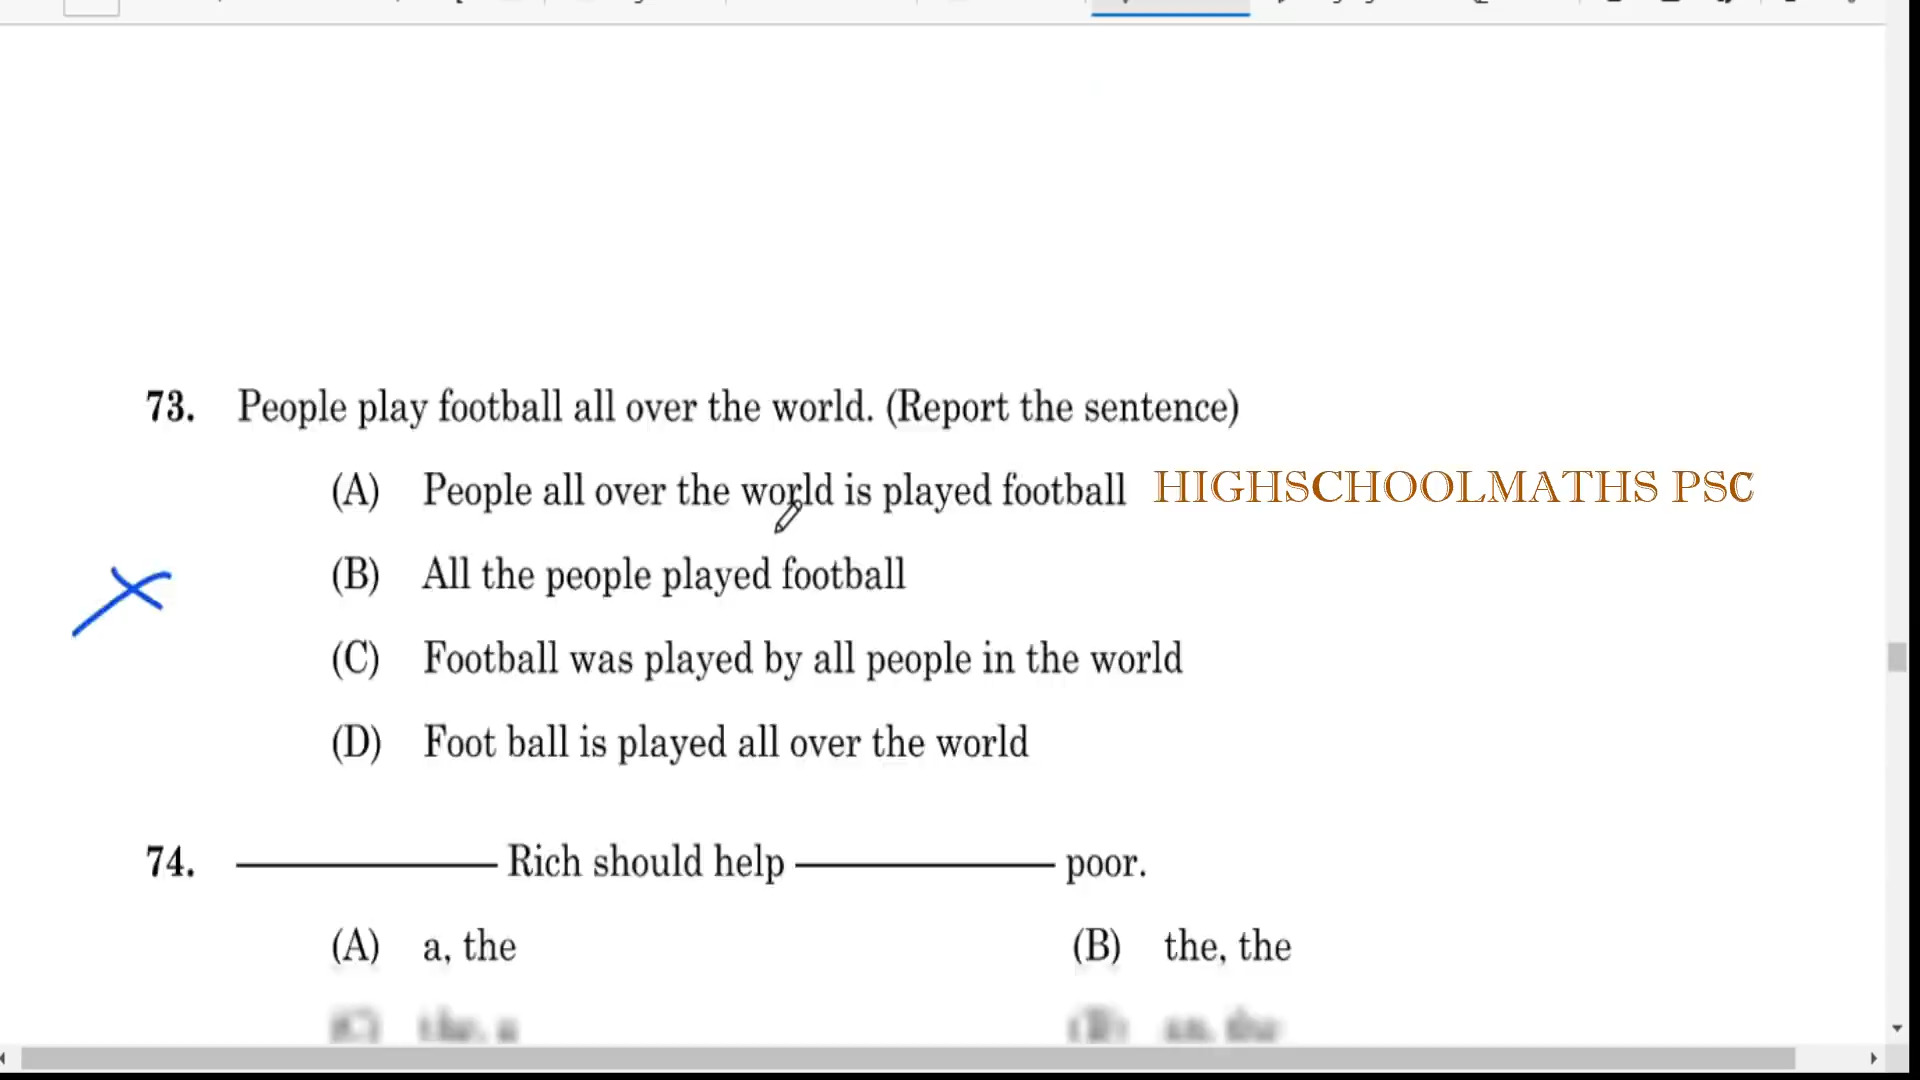 73. People play football all over the world. (Report the sentence)
(A) People all over the world is played football HIGHSCHOOLMATHS PSC
(B) All the people played football
(C) Football was played by all people in the world
(D) Foot ball is played all over the world
74. ______ Rich should help ______ poor.
(A) a, the (B) the, the